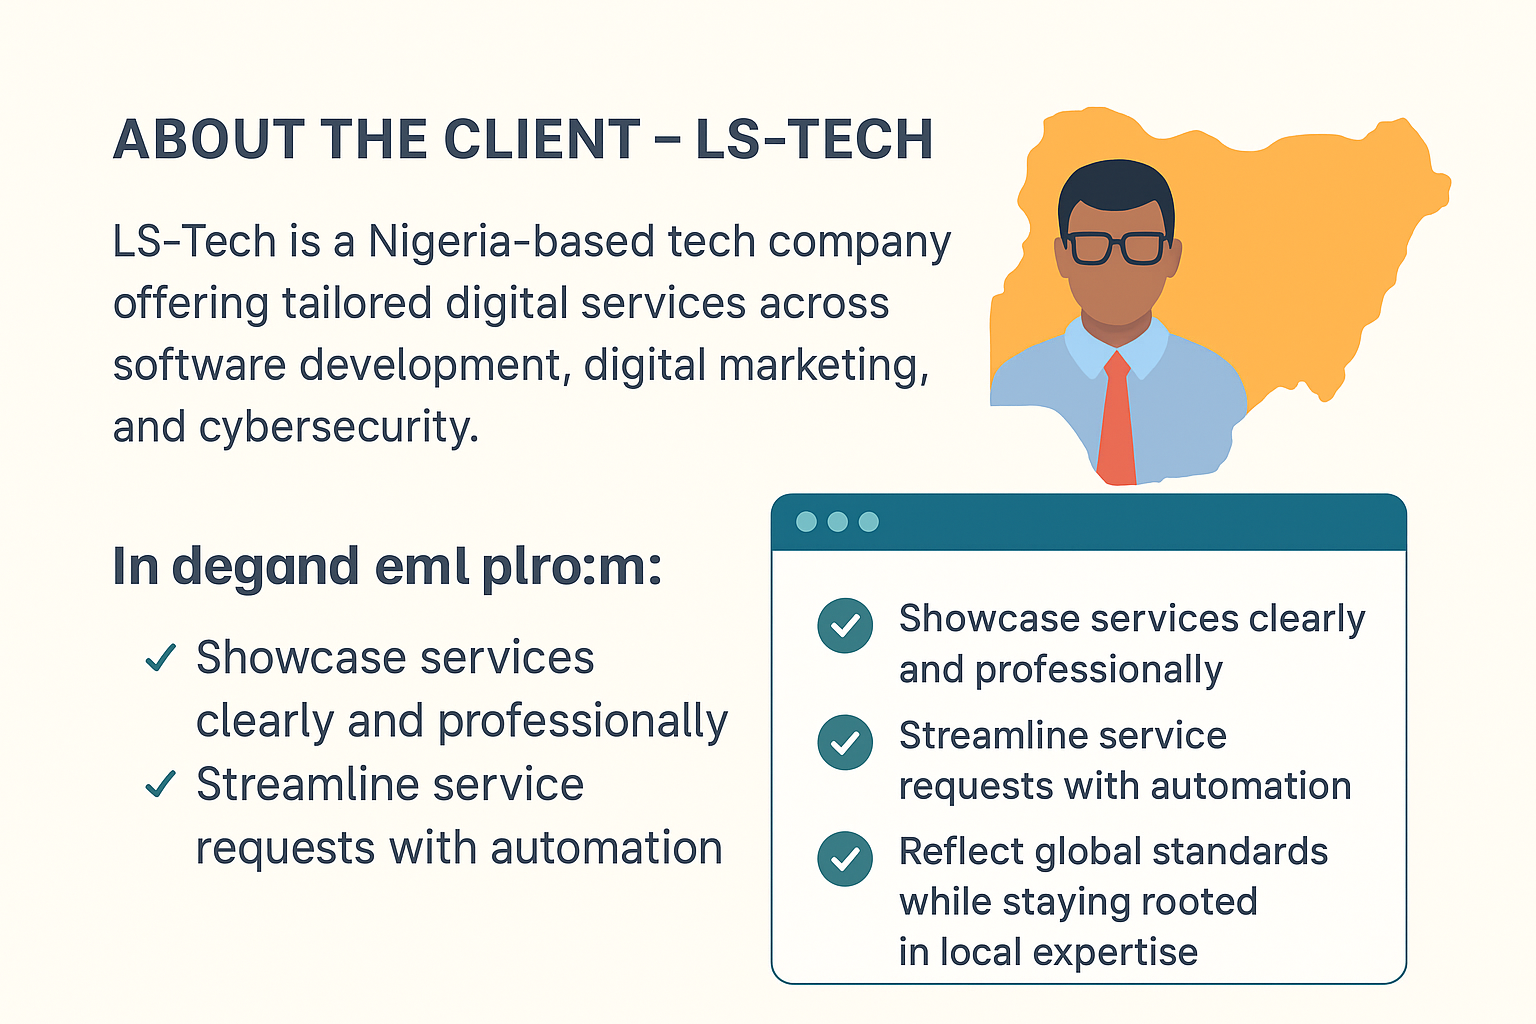 ABOUT THE CLIENT – LS-TECH
LS-Tech is a Nigeria-based tech company
offering tailored digital services across
software development, digital marketing,
and cybersecurity.
In degand eml plro:m:
✓ Showcase services
clearly and professionally
✓ Streamline service
requests with automation
Showcase services clearly
and professionally
Streamline service
requests with automation
Reflect global standards
while staying rooted
in local expertise